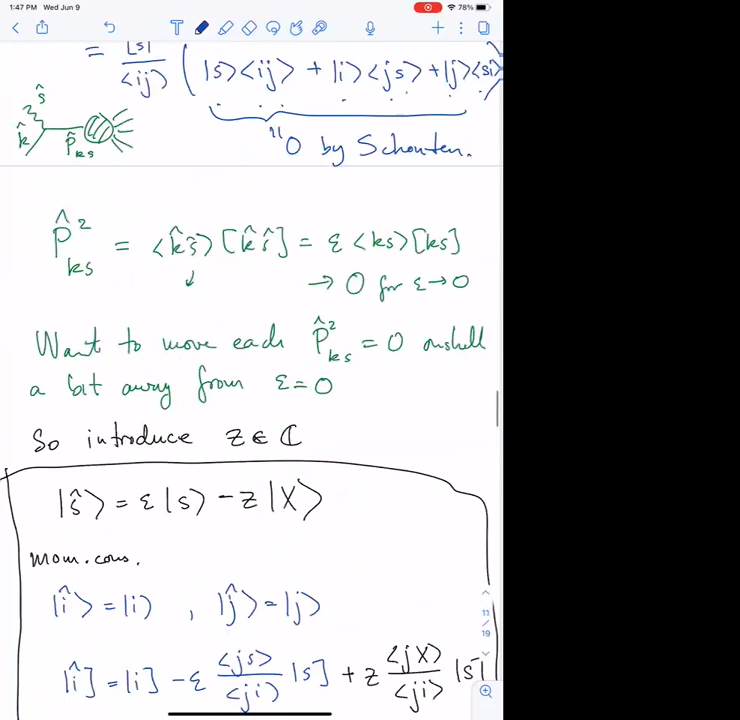 1:47 PM Wed Jun 9
78%
= |s] / <ij> ( |s><ij> + |i><js> + |j><si>
"0 by Schouten.
ŝ
k̂
P̂ks
P̂²ks = <k̂ŝ>[k̂ŝ] = ε<ks>[ks]
→ 0 for ε→0
Want to move each P̂²ks = 0 onshell
a bit away from ε=0
So introduce z∈ℂ
|ŝ> = ε|s> - z|X>
mom. cons.
|î> = |i> , |ĵ> = |j>
|î] = |i] - ε <js>/<ji> |s] + z <jX>/<ji> |s]
11
/
19